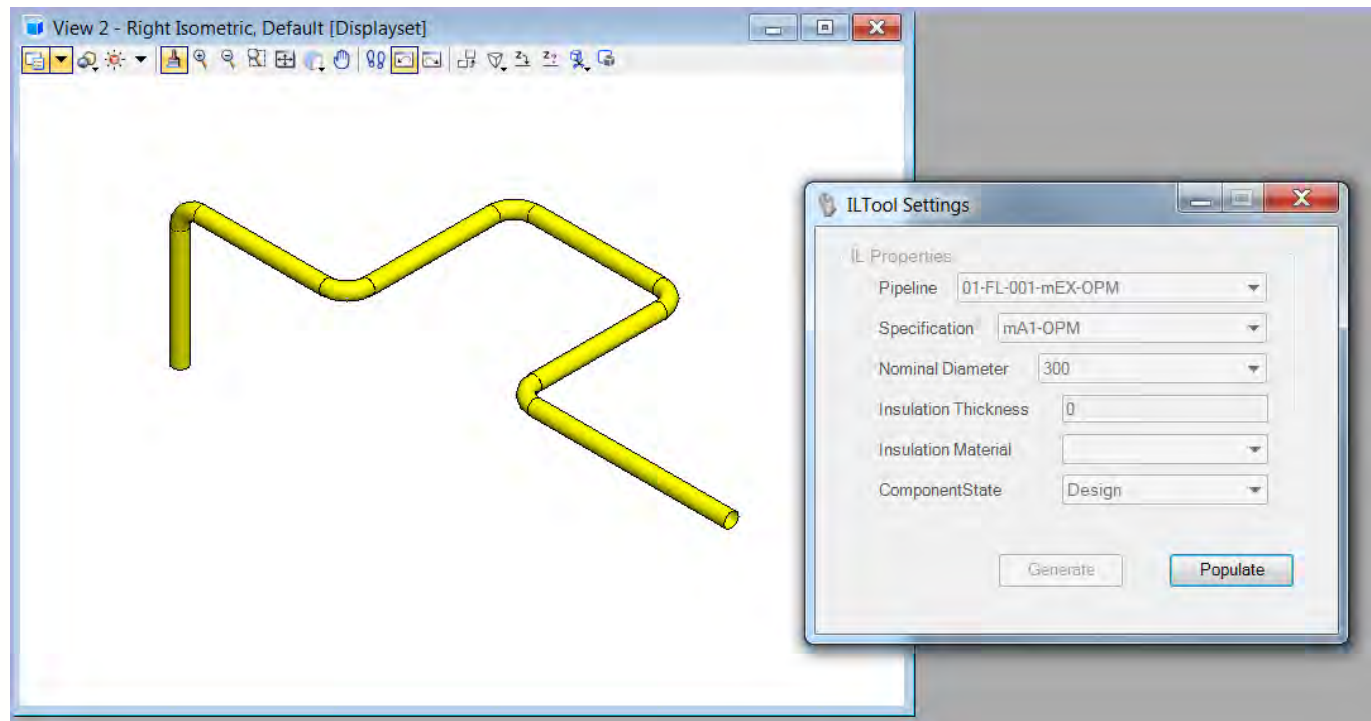 View 2 - Right Isometric, Default [Displayset]
ILTool Settings
IL Properties
Pipeline 01-FL-001-mEX-OPM
Specification mA1-OPM
Nominal Diameter 300
Insulation Thickness 0
Insulation Material
ComponentState Design
Generate Populate